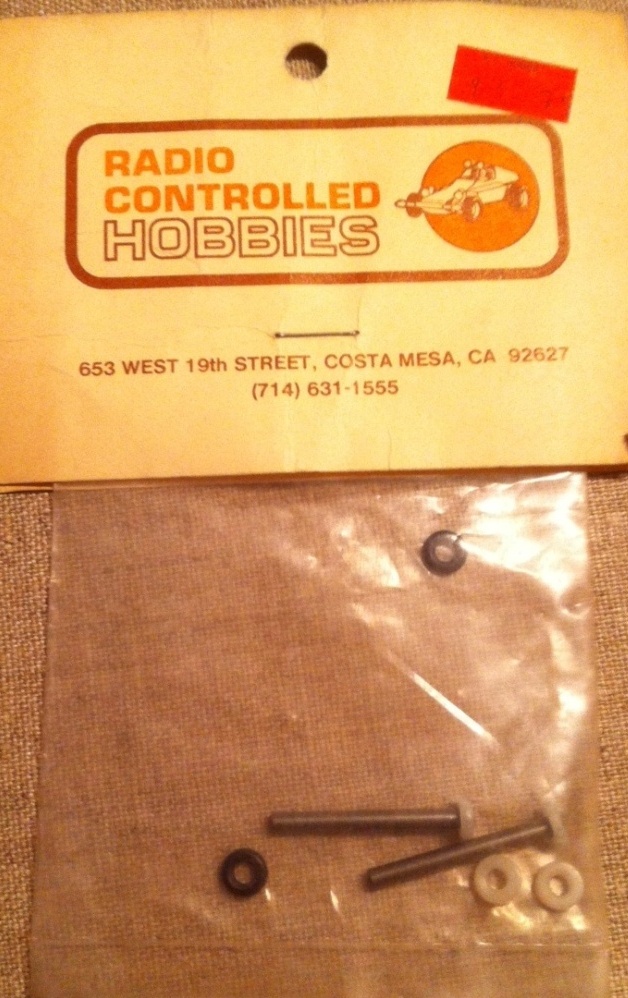 RADIO
CONTROLLED
HOBBIES
653 WEST 19th STREET, COSTA MESA, CA 92627
(714) 631-1555